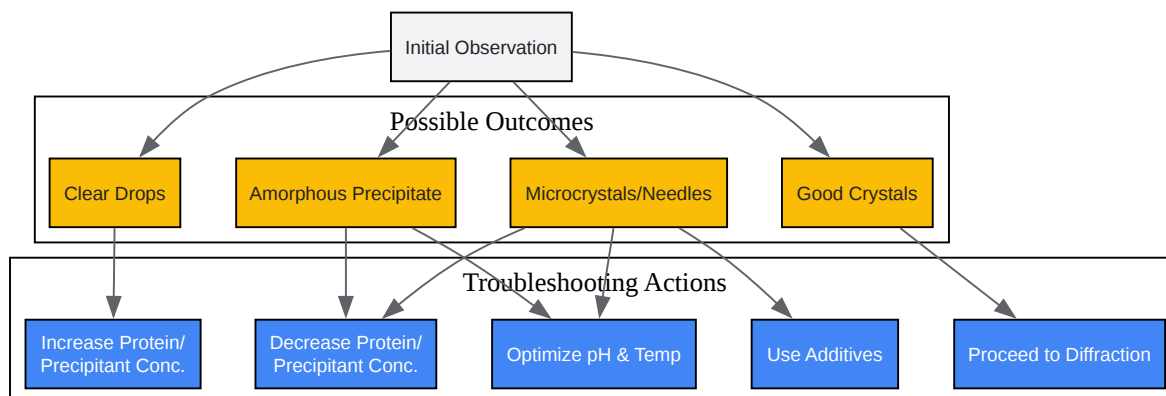 Initial Observation
Possible Outcomes
Clear Drops
Amorphous Precipitate
Microcrystals/Needles
Good Crystals
Troubleshooting Actions
Increase Protein/
Precipitant Conc.
Decrease Protein/
Precipitant Conc.
Optimize pH & Temp
Use Additives
Proceed to Diffraction